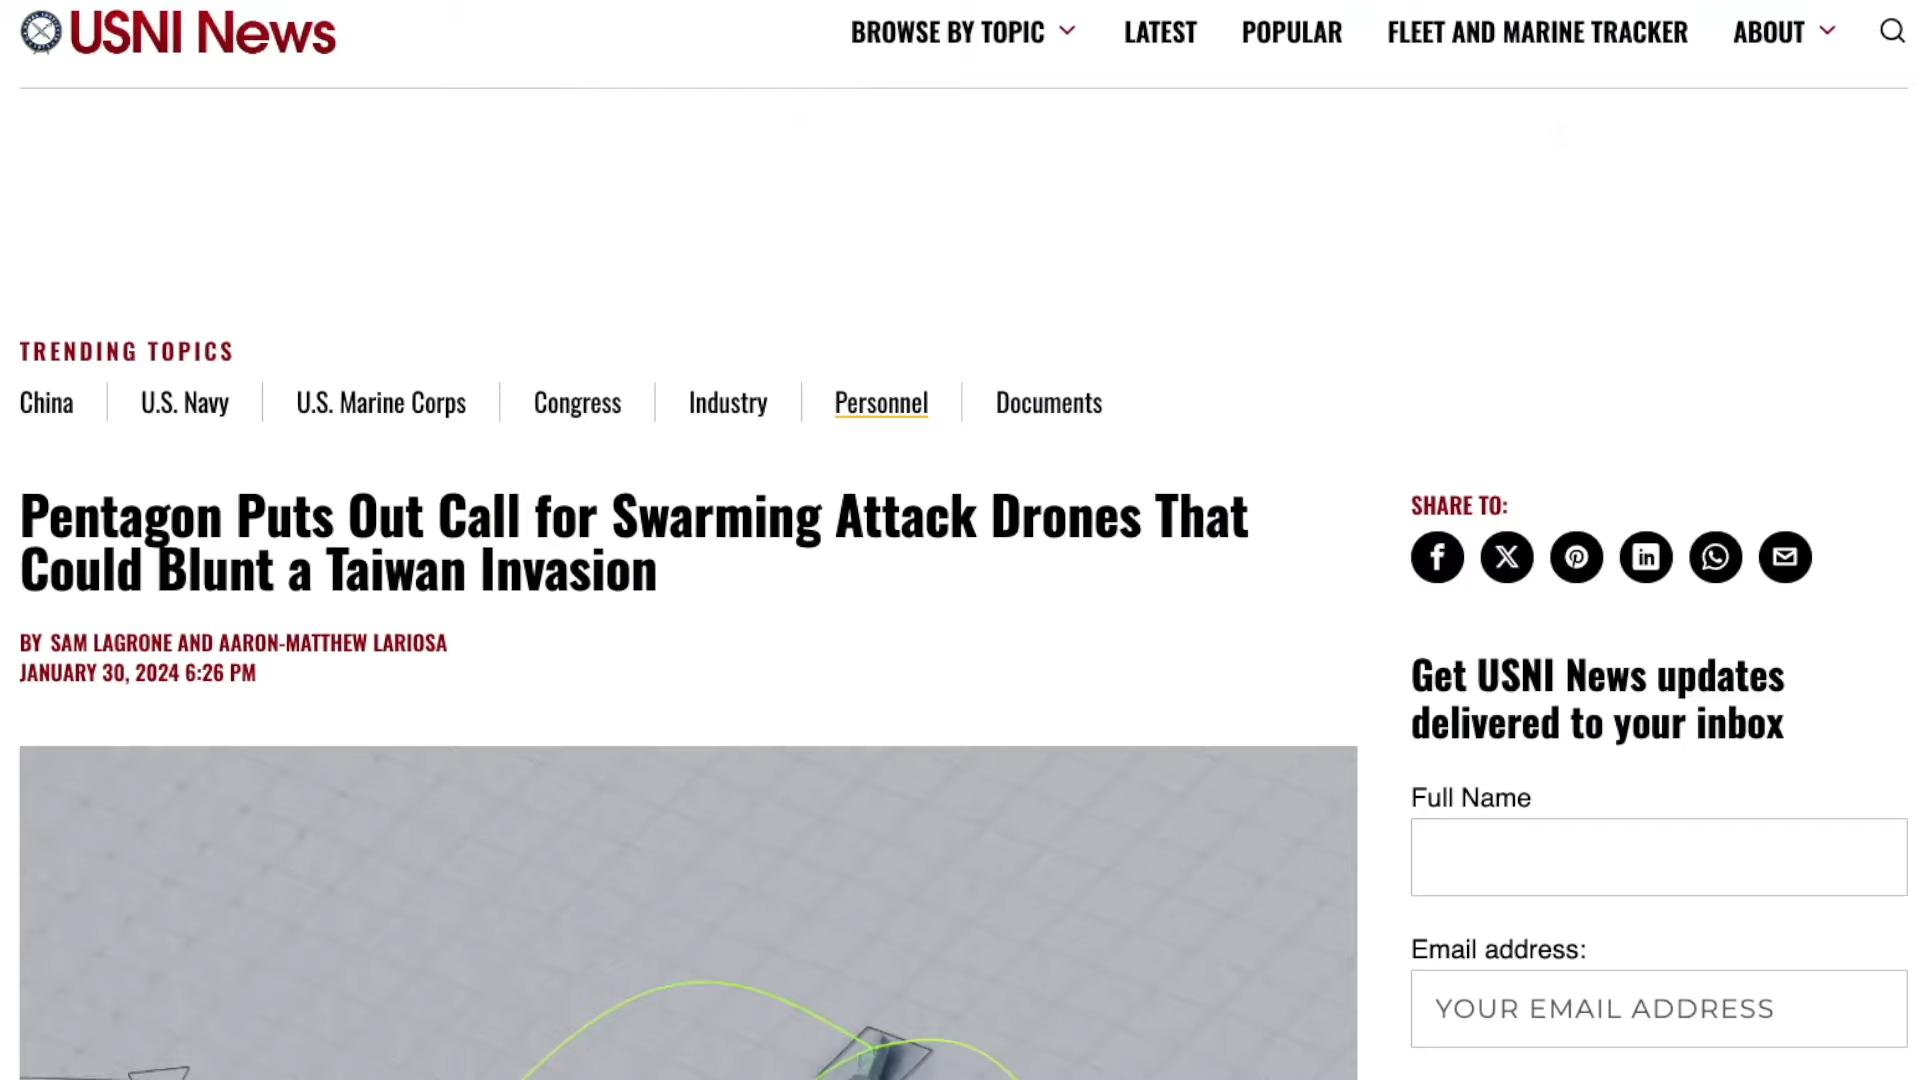 USNI News
BROWSE BY TOPIC
LATEST
POPULAR
FLEET AND MARINE TRACKER
ABOUT
TRENDING TOPICS
China
U.S. Navy
U.S. Marine Corps
Congress
Industry
Personnel
Documents
Pentagon Puts Out Call for Swarming Attack Drones That
Could Blunt a Taiwan Invasion
BY SAM LAGRONE AND AARON-MATTHEW LARIOSA
JANUARY 30, 2024 6:26 PM
SHARE TO:
Get USNI News updates
delivered to your inbox
Full Name
Email address:
YOUR EMAIL ADDRESS